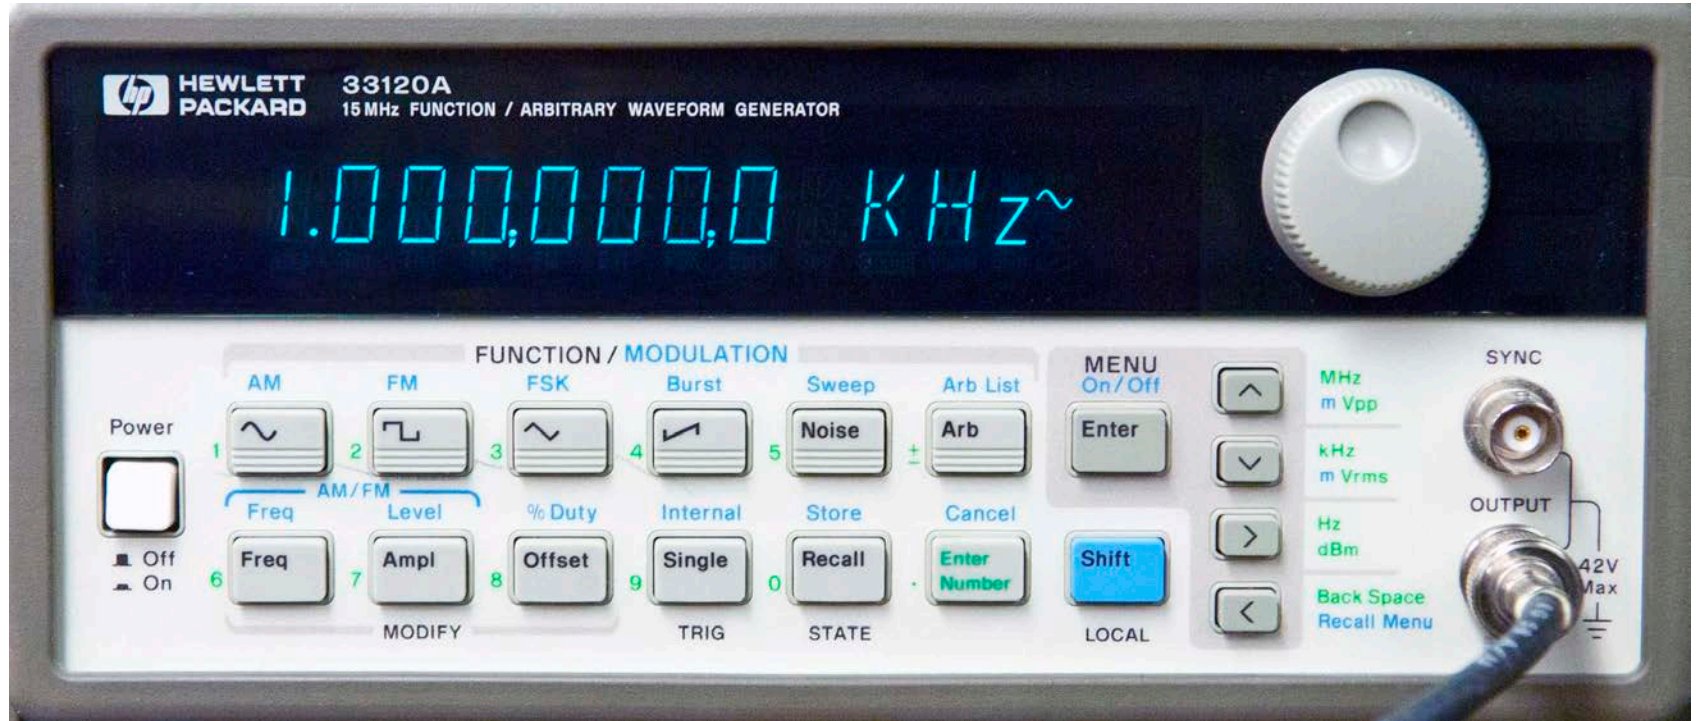 hp HEWLETT PACKARD
33120A
15 MHz FUNCTION / ARBITRARY WAVEFORM GENERATOR
1.000,000,0 KHz~
FUNCTION / MODULATION
AM FM FSK Burst Sweep Arb List
1 2 3 4 5 Noise ± Arb
AM/FM
Freq Level % Duty Internal Store Cancel
6 Freq 7 Ampl 8 Offset 9 Single 0 Recall . Enter Number
MODIFY TRIG STATE
Power
Off
On
MENU
On/Off
Enter
Shift
LOCAL
MHz
m Vpp
kHz
m Vrms
Hz
dBm
Back Space
Recall Menu
SYNC
OUTPUT
42V
Max